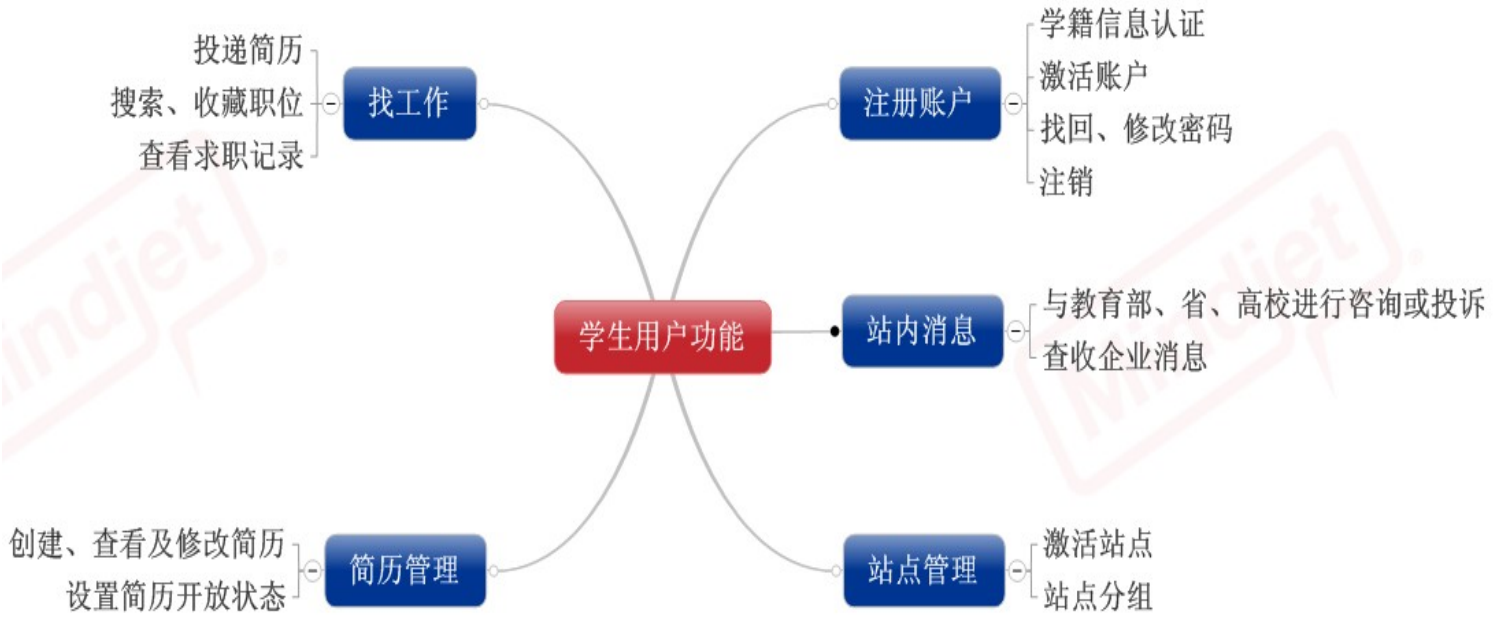 学生用户功能
注册账户
学籍信息认证
激活账户
找回、修改密码
注销
站内消息
与教育部、省、高校进行咨询或投诉
查收企业消息
站点管理
激活站点
站点分组
找工作
投递简历
搜索、收藏职位
查看求职记录
简历管理
创建、查看及修改简历
设置简历开放状态
Mindjet
Mindjet